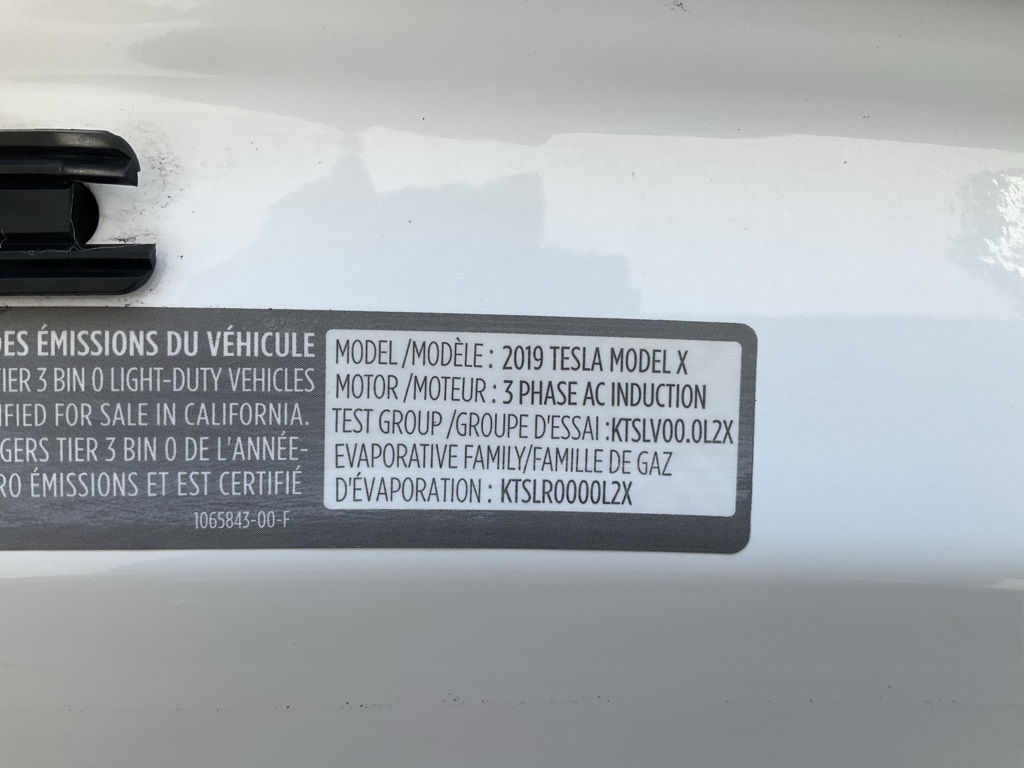 DES ÉMISSIONS DU VÉHICULE
TIER 3 BIN 0 LIGHT-DUTY VEHICLES
IFIED FOR SALE IN CALIFORNIA.
GERS TIER 3 BIN 0 DE L'ANNÉE-
RO ÉMISSIONS ET EST CERTIFIÉ
1065843-00-F
MODEL /MODÈLE : 2019 TESLA MODEL X
MOTOR /MOTEUR : 3 PHASE AC INDUCTION
TEST GROUP /GROUPE D'ESSAI :KTSLV00.0L2X
EVAPORATIVE FAMILY/FAMILLE DE GAZ
D'ÉVAPORATION : KTSLR0000L2X